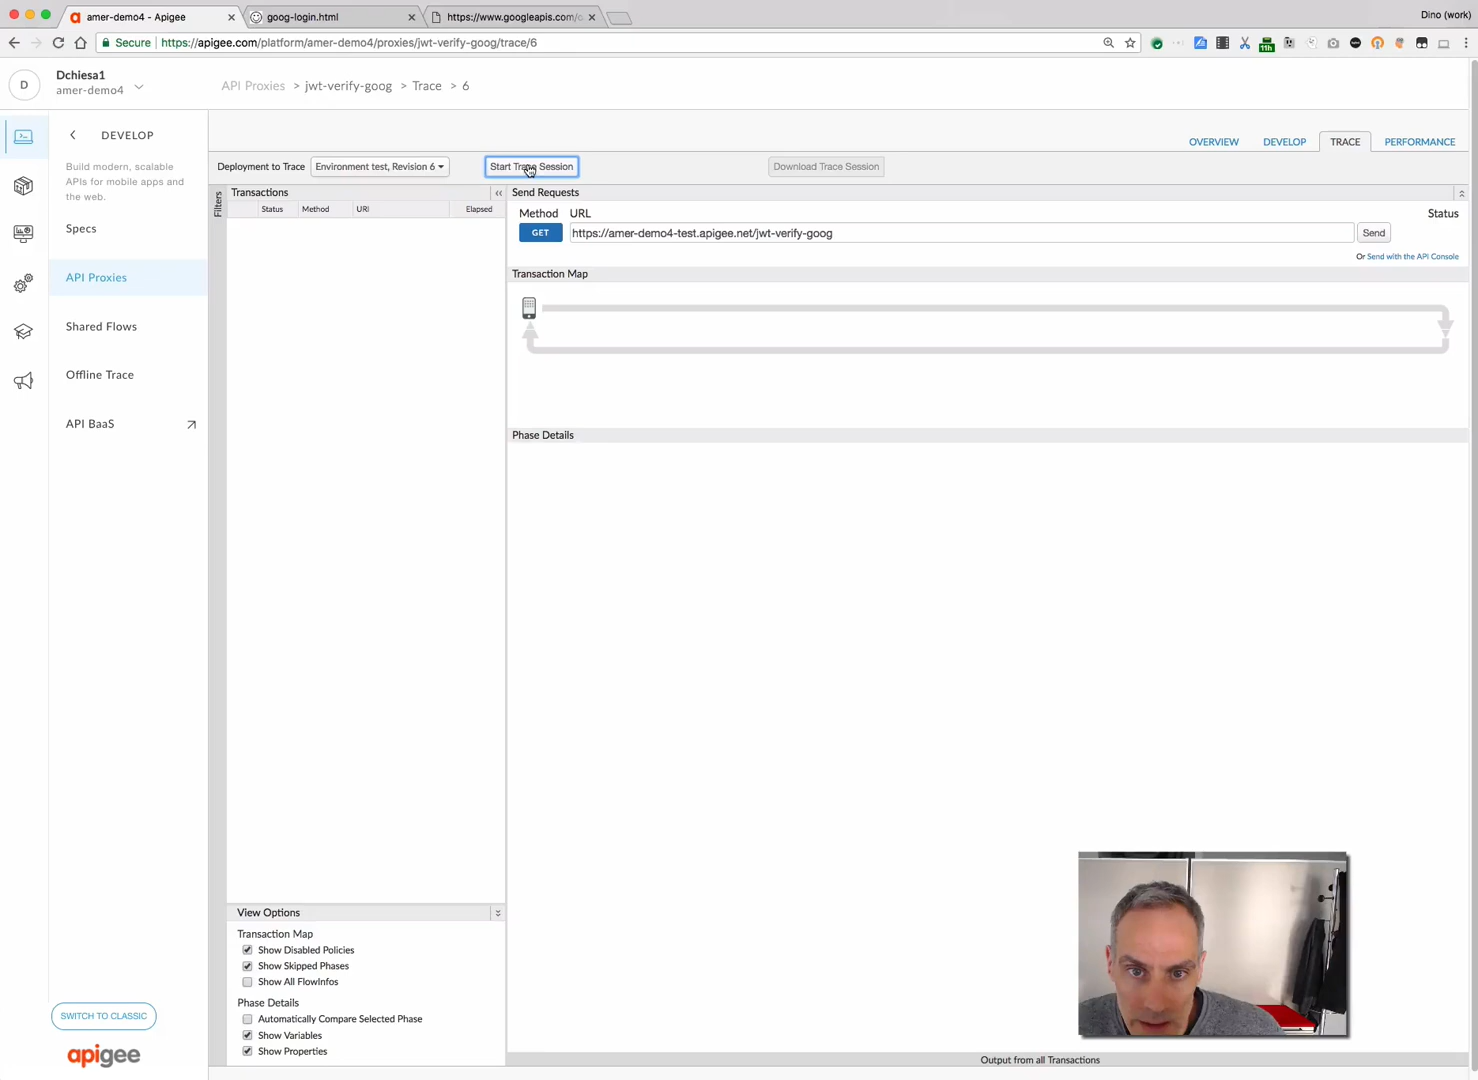 amer-demo4 - Apigee
goog-login.html
https://www.googleapis.com/o
Dino (work)
Secure
https://apigee.com/platform/amer-demo4/proxies/jwt-verify-goog/trace/6
11h
D
Dchiesa1
amer-demo4
API Proxies > jwt-verify-goog > Trace > 6
DEVELOP
Build modern, scalable
APIs for mobile apps and
the web.
Specs
API Proxies
Shared Flows
Offline Trace
API BaaS
SWITCH TO CLASSIC
apigee
OVERVIEW
DEVELOP
TRACE
PERFORMANCE
Deployment to Trace
Environment test, Revision 6
Start Trace Session
Download Trace Session
Filters
Transactions
Status
Method
URI
Elapsed
Send Requests
Method
URL
Status
GET
https://amer-demo4-test.apigee.net/jwt-verify-goog
Send
Or Send with the API Console
Transaction Map
Phase Details
View Options
Transaction Map
Show Disabled Policies
Show Skipped Phases
Show All FlowInfos
Phase Details
Automatically Compare Selected Phase
Show Variables
Show Properties
Output from all Transactions